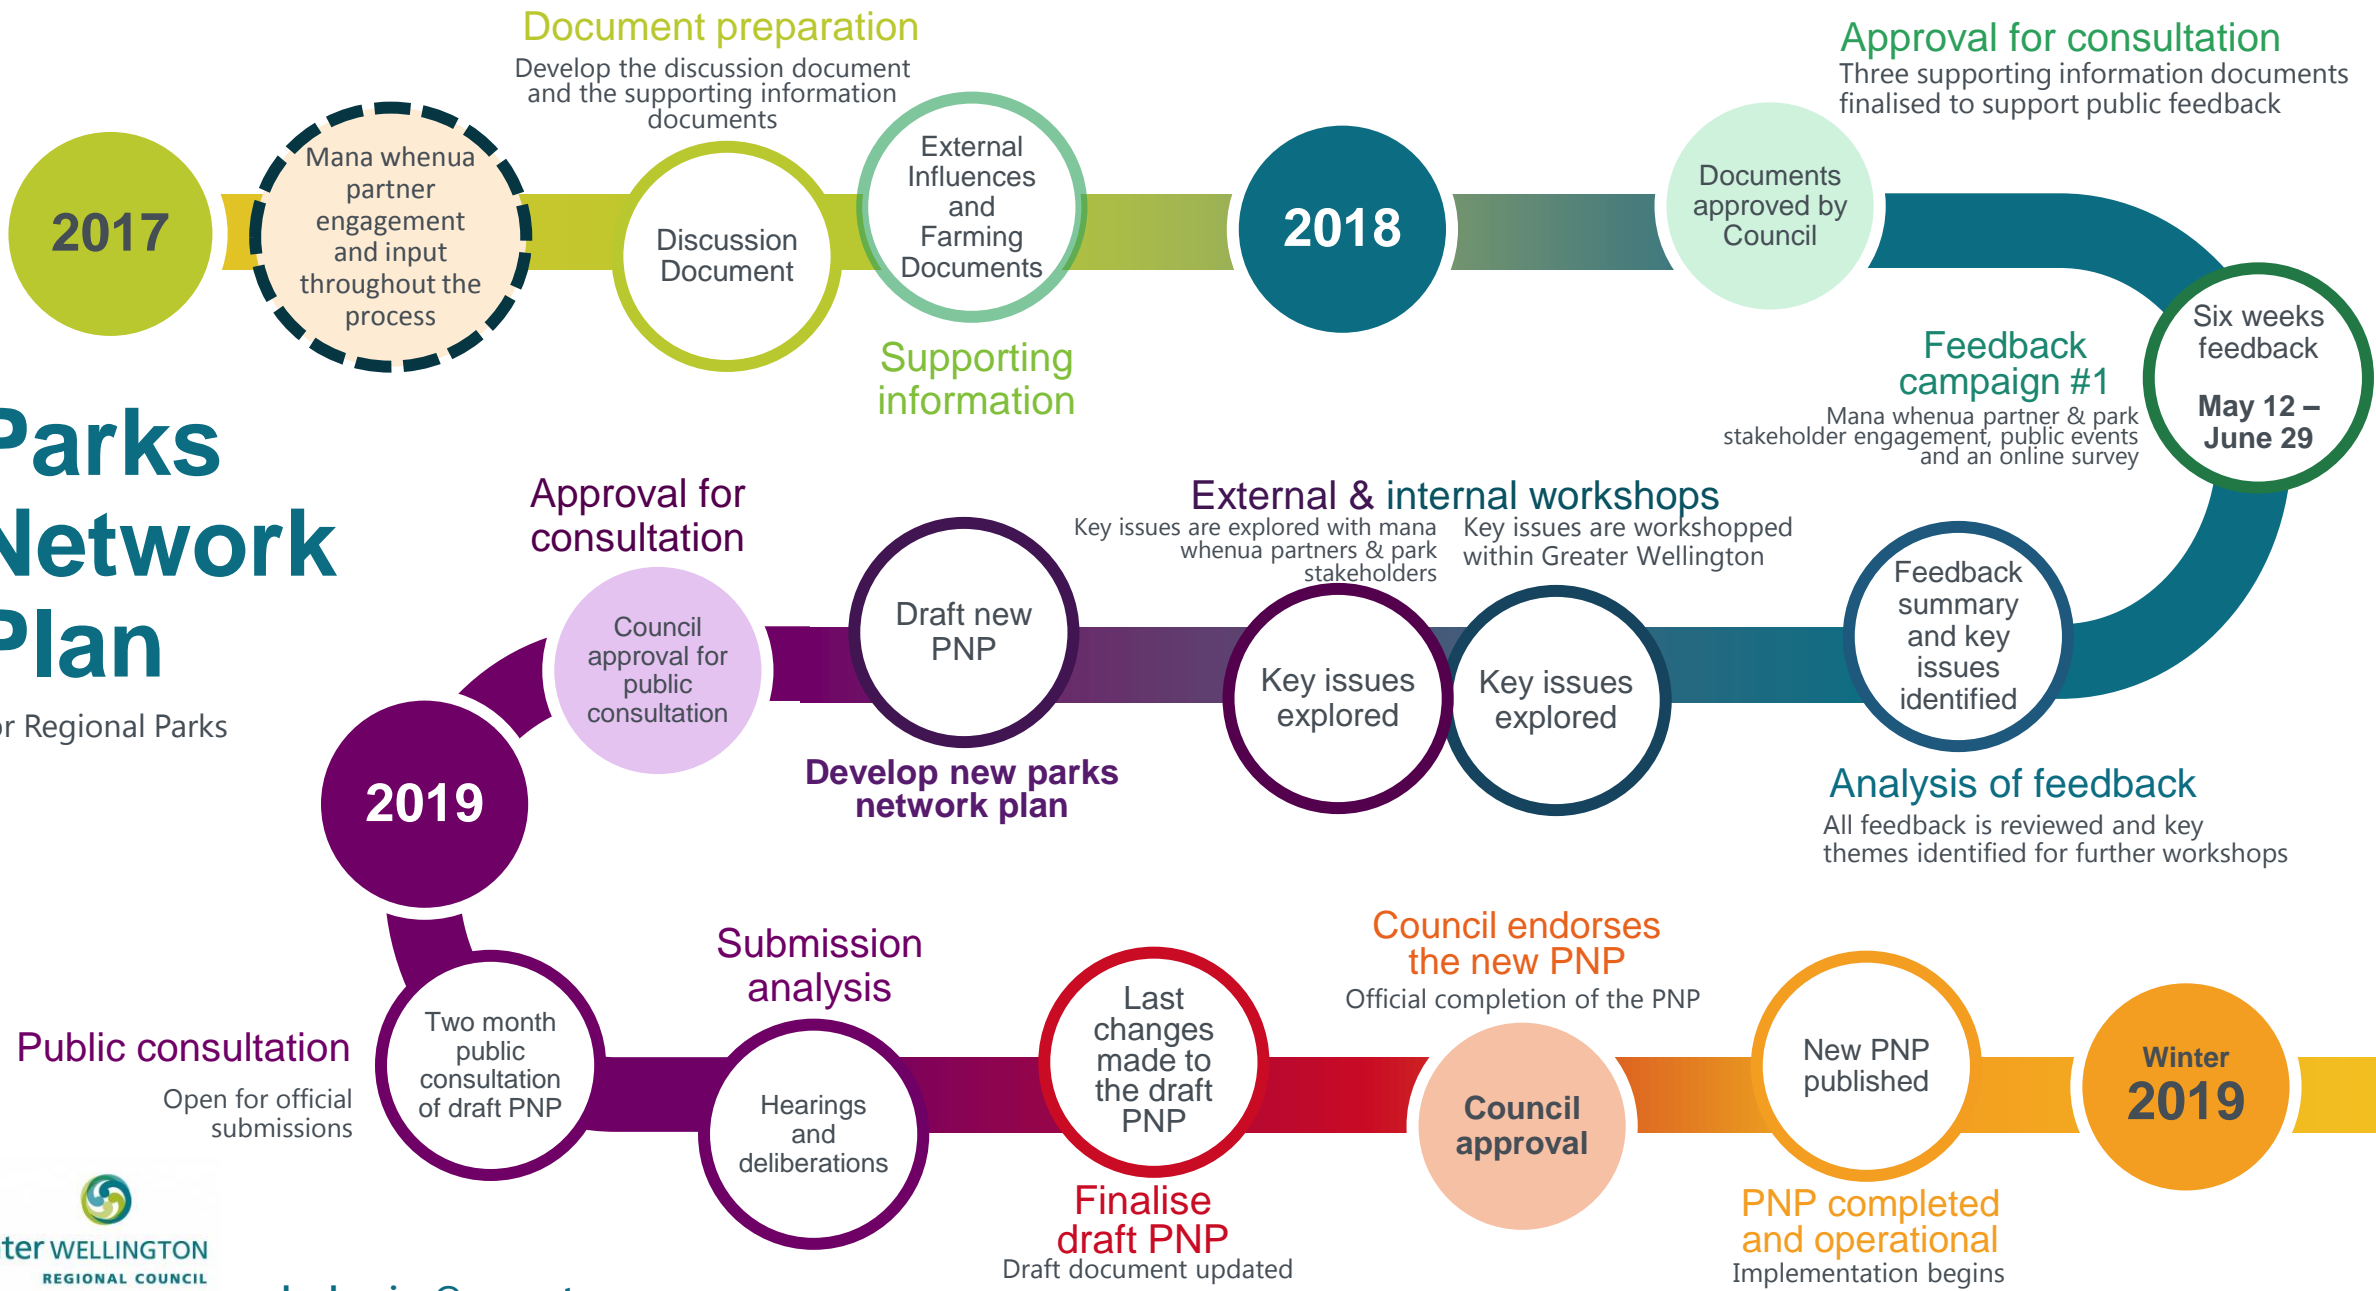 Document preparation
Develop the discussion document
and the supporting information
documents
Approval for consultation
Three supporting information documents
finalised to support public feedback
2017
Mana whenua
partner
engagement
and input
throughout the
process
Discussion
Document
External
Influences
and
Farming
Documents
Supporting
information
2018
Documents
approved by
Council
Six weeks
feedback
May 12 –
June 29
Feedback
campaign #1
Mana whenua partner & park
stakeholder engagement, public events
and an online survey
Parks
Network
Plan
or Regional Parks
Approval for
consultation
External & internal workshops
Key issues are explored with mana
whenua partners & park
stakeholders
Key issues are workshopped
within Greater Wellington
Feedback
summary
and key
issues
identified
Analysis of feedback
All feedback is reviewed and key
themes identified for further workshops
Key issues
explored
Key issues
explored
Draft new
PNP
Develop new parks
network plan
Council
approval for
public
consultation
2019
Public consultation
Open for official
submissions
Two month
public
consultation
of draft PNP
Submission
analysis
Hearings
and
deliberations
Last
changes
made to
the draft
PNP
Finalise
draft PNP
Draft document updated
Council endorses
the new PNP
Official completion of the PNP
Council
approval
New PNP
published
PNP completed
and operational
Implementation begins
Winter
2019
ter WELLINGTON
REGIONAL COUNCIL